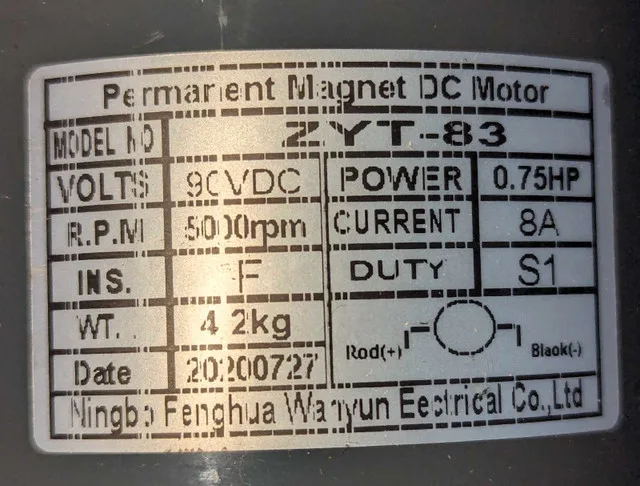 Permanent Magnet DC Motor
MODEL NO ZYT-83
VOLTS 90VDC POWER 0.75HP
R.P.M 5000rpm CURRENT 8A
INS. F DUTY S1
WT. 4.2kg
Rod(+) Blaok(-)
Date 20200727
Ningbo Fenghua Wanyun Eectrical Co.,Ltd